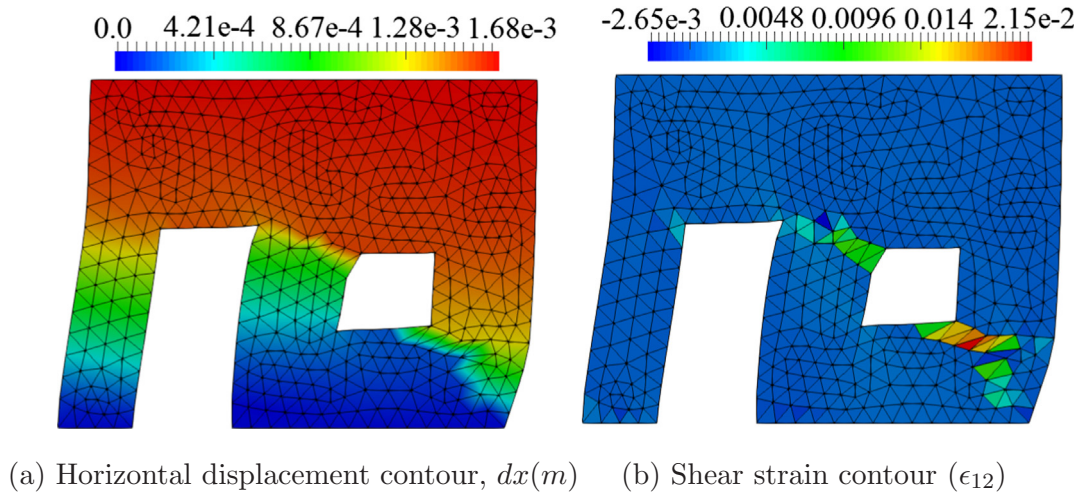 0.0 4.21e-4 8.67e-4 1.28e-3 1.68e-3
-2.65e-3 0.0048 0.0096 0.014 2.15e-2
(a) Horizontal displacement contour, dx(m)
(b) Shear strain contour (ϵ12)